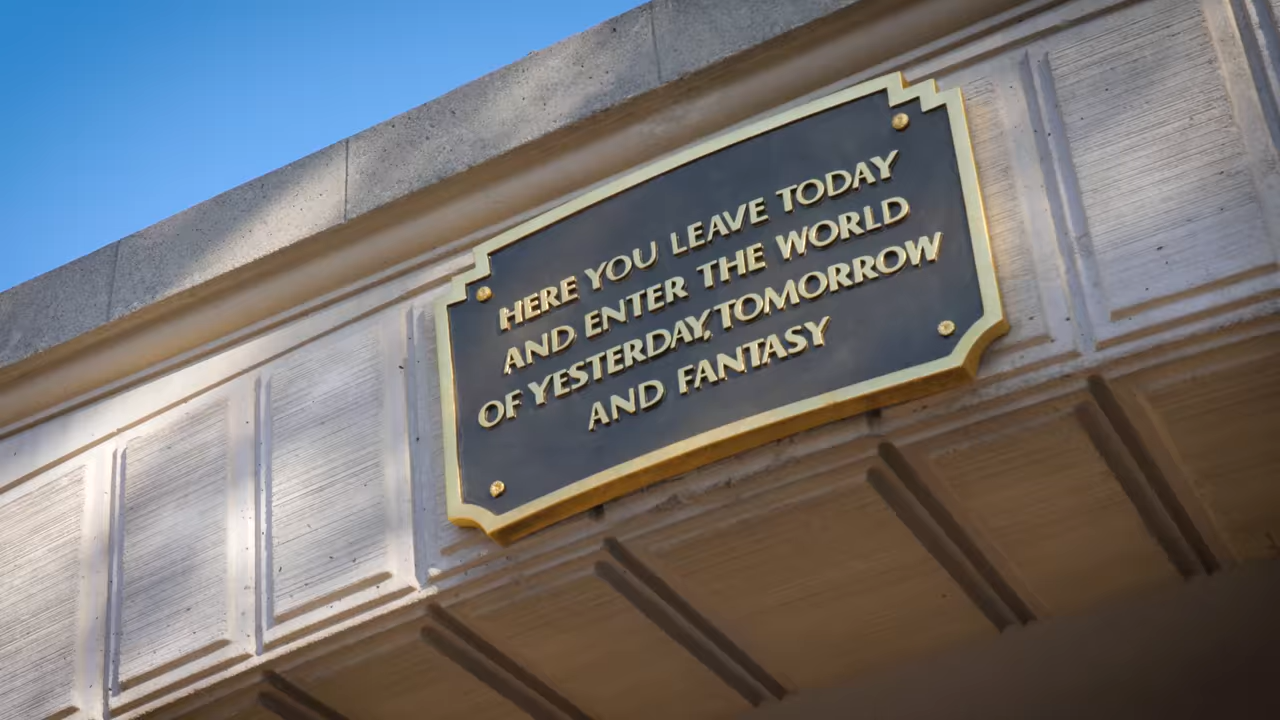 HERE YOU LEAVE TODAY
AND ENTER THE WORLD
OF YESTERDAY, TOMORROW
AND FANTASY